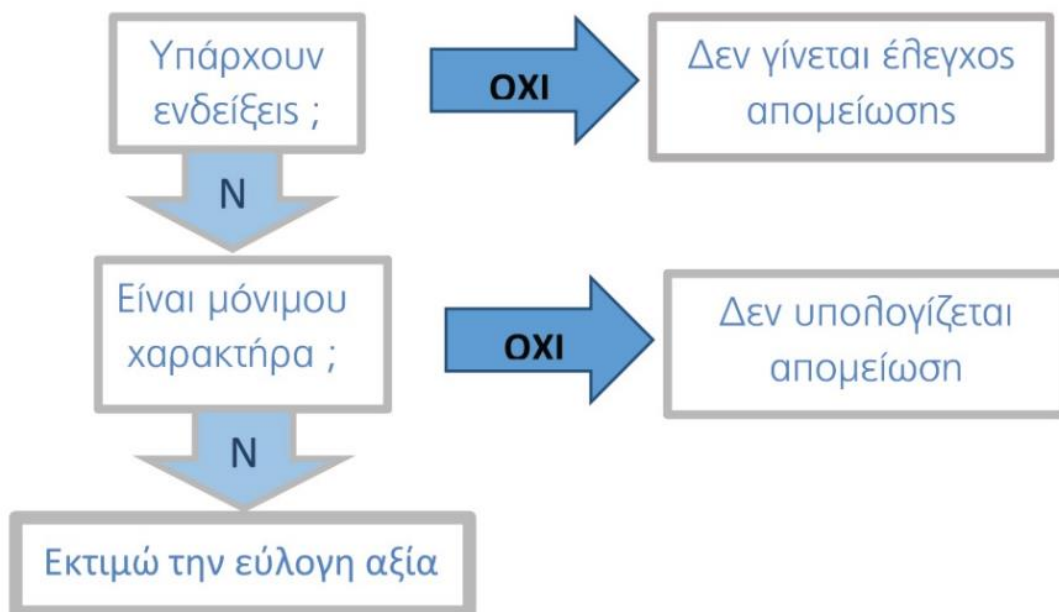 Υπάρχουν
ενδείξεις ;
ΟΧΙ
Δεν γίνεται έλεγχος
απομείωσης
Ν
Είναι μόνιμου
χαρακτήρα ;
ΟΧΙ
Δεν υπολογίζεται
απομείωση
Ν
Εκτιμώ την εύλογη αξία